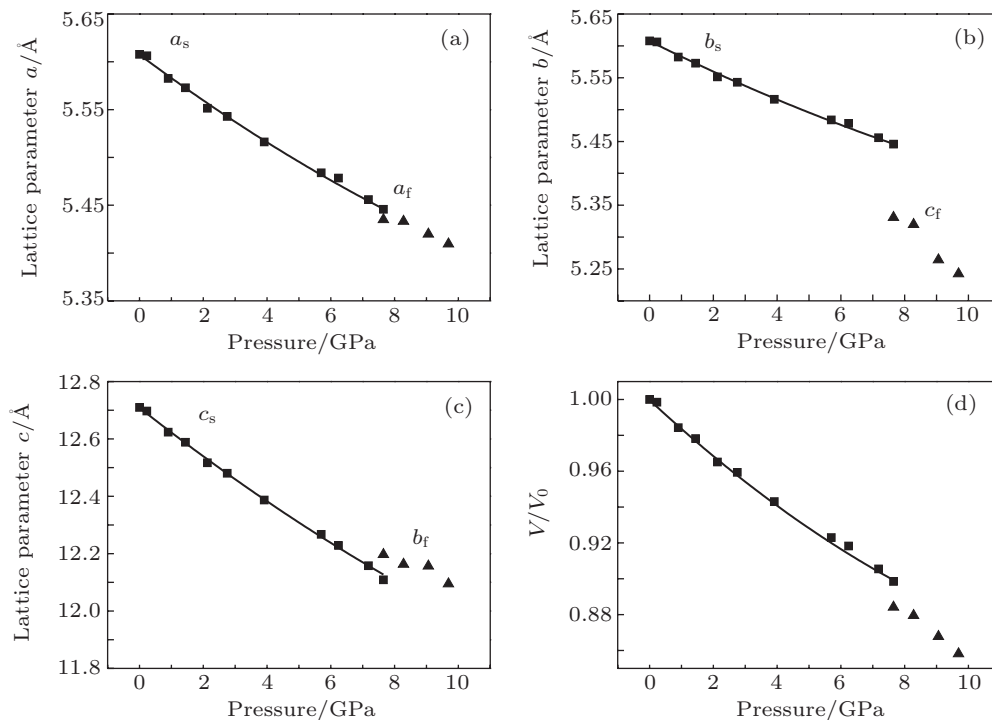 5.65
5.55
5.45
5.35
Lattice parameter a/Å
a_s
(a)
a_f
0 2 4 6 8 10
Pressure/GPa
5.65
5.55
5.45
5.35
5.25
Lattice parameter b/Å
b_s
(b)
c_f
0 2 4 6 8 10
Pressure/GPa
12.8
12.6
12.4
12.2
12.0
11.8
Lattice parameter c/Å
c_s
(c)
b_f
0 2 4 6 8 10
Pressure/GPa
1.00
0.96
0.92
0.88
V/V_0
(d)
0 2 4 6 8 10
Pressure/GPa